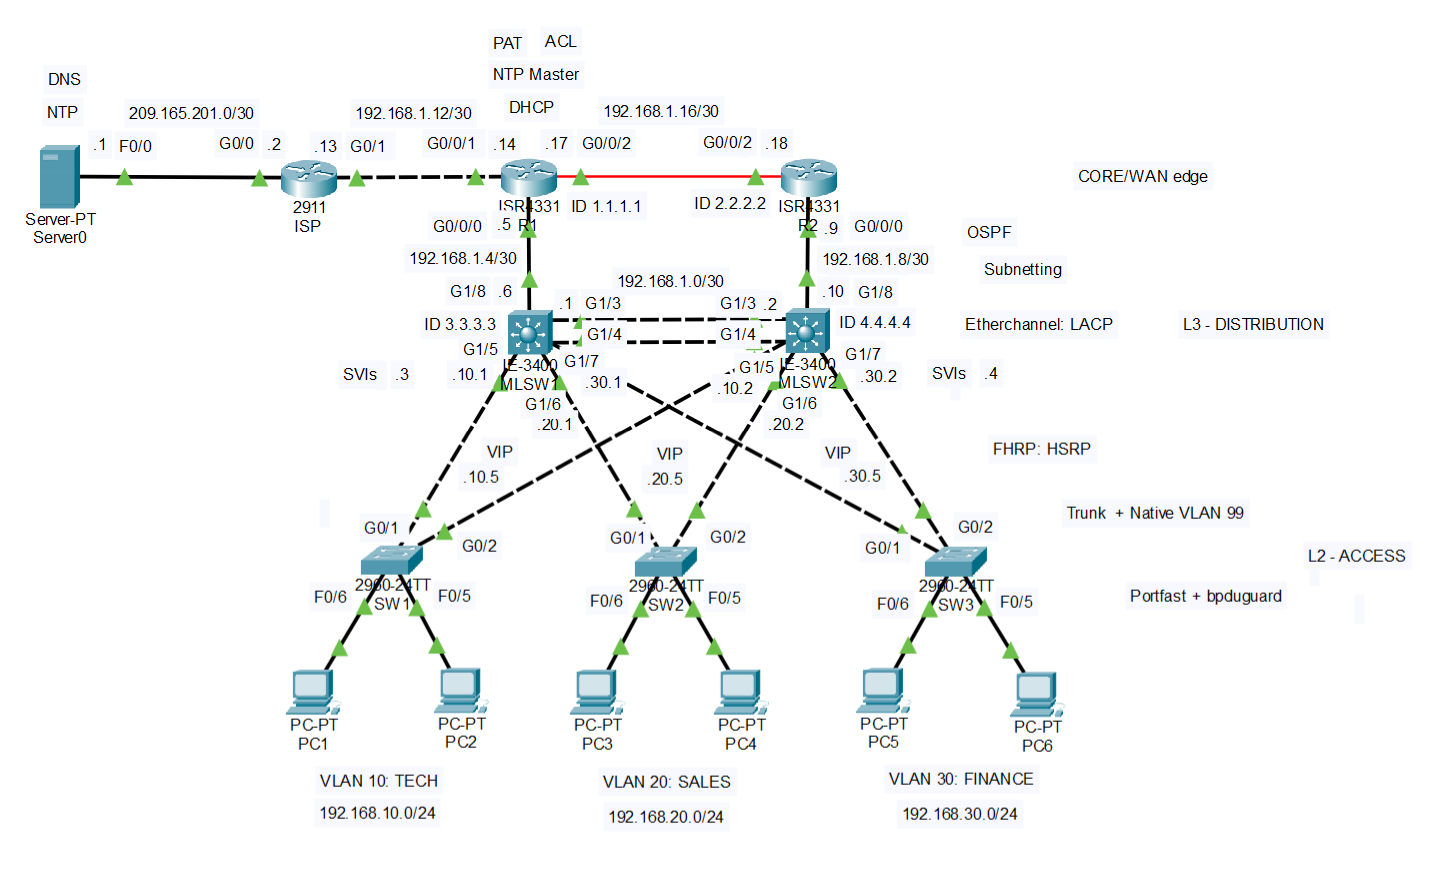 PAT
ACL
DNS
NTP Master
NTP
209.165.201.0/30
192.168.1.12/30
DHCP
192.168.1.16/30
.1
F0/0
G0/0
.2
.13
G0/1
G0/0/1
.14
.17
G0/0/2
G0/0/2
.18
CORE/WAN edge
Server-PT
Server0
2911
ISP
ISR4331
R1
ID 1.1.1.1
ID 2.2.2.2
ISR4331
R2
G0/0/0
.5
.9
G0/0/0
OSPF
192.168.1.4/30
192.168.1.8/30
Subnetting
192.168.1.0/30
G1/8
.6
.1
G1/3
G1/3
.2
.10
G1/8
ID 3.3.3.3
G1/4
G1/4
ID 4.4.4.4
Etherchannel: LACP
L3 - DISTRIBUTION
G1/5
IE-3400
MLSW1
G1/7
G1/5
IE-3400
MLSW2
G1/7
SVIs
.3
.10.1
.30.1
.10.2
.30.2
SVIs
.4
G1/6
G1/6
.20.1
.20.2
VIP
.10.5
VIP
.20.5
VIP
.30.5
FHRP: HSRP
Trunk + Native VLAN 99
G0/1
G0/2
G0/1
G0/2
G0/1
G0/2
L2 - ACCESS
2960-24TT
SW1
2960-24TT
SW2
2960-24TT
SW3
F0/6
F0/5
F0/6
F0/5
F0/6
F0/5
Portfast + bpduguard
PC-PT
PC1
PC-PT
PC2
PC-PT
PC3
PC-PT
PC4
PC-PT
PC5
PC-PT
PC6
VLAN 10: TECH
192.168.10.0/24
VLAN 20: SALES
192.168.20.0/24
VLAN 30: FINANCE
192.168.30.0/24